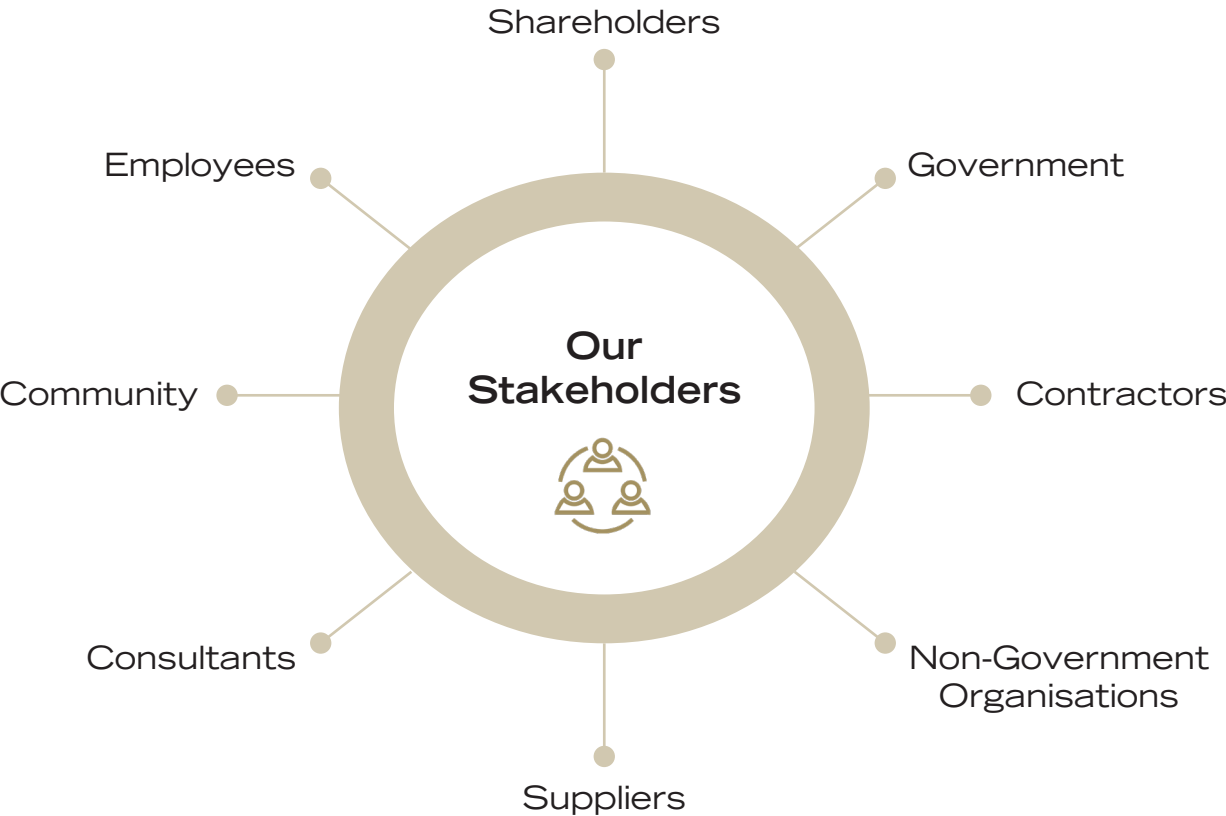 Shareholders
Employees
Government
Our
Stakeholders
Community
Contractors
Consultants
Non-Government
Organisations
Suppliers